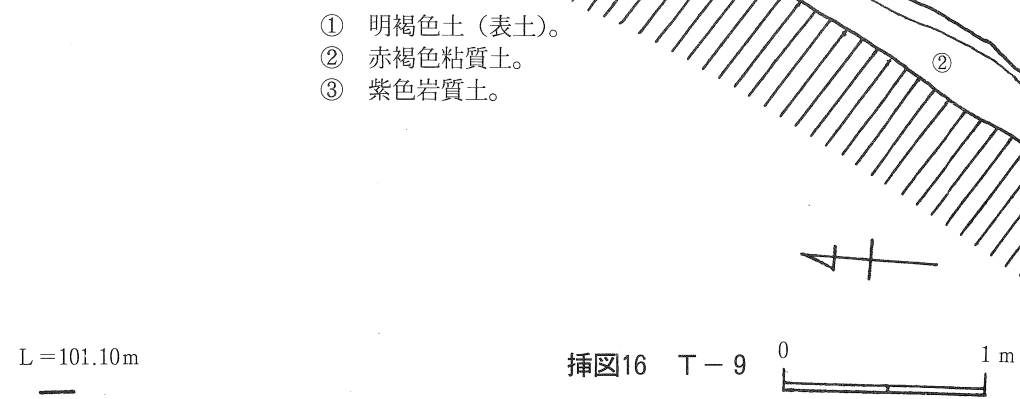 ① 明褐色土（表土）。
② 赤褐色粘質土。
③ 紫色岩質土。
②
L＝101.10m
挿図16 T－9
0 1m